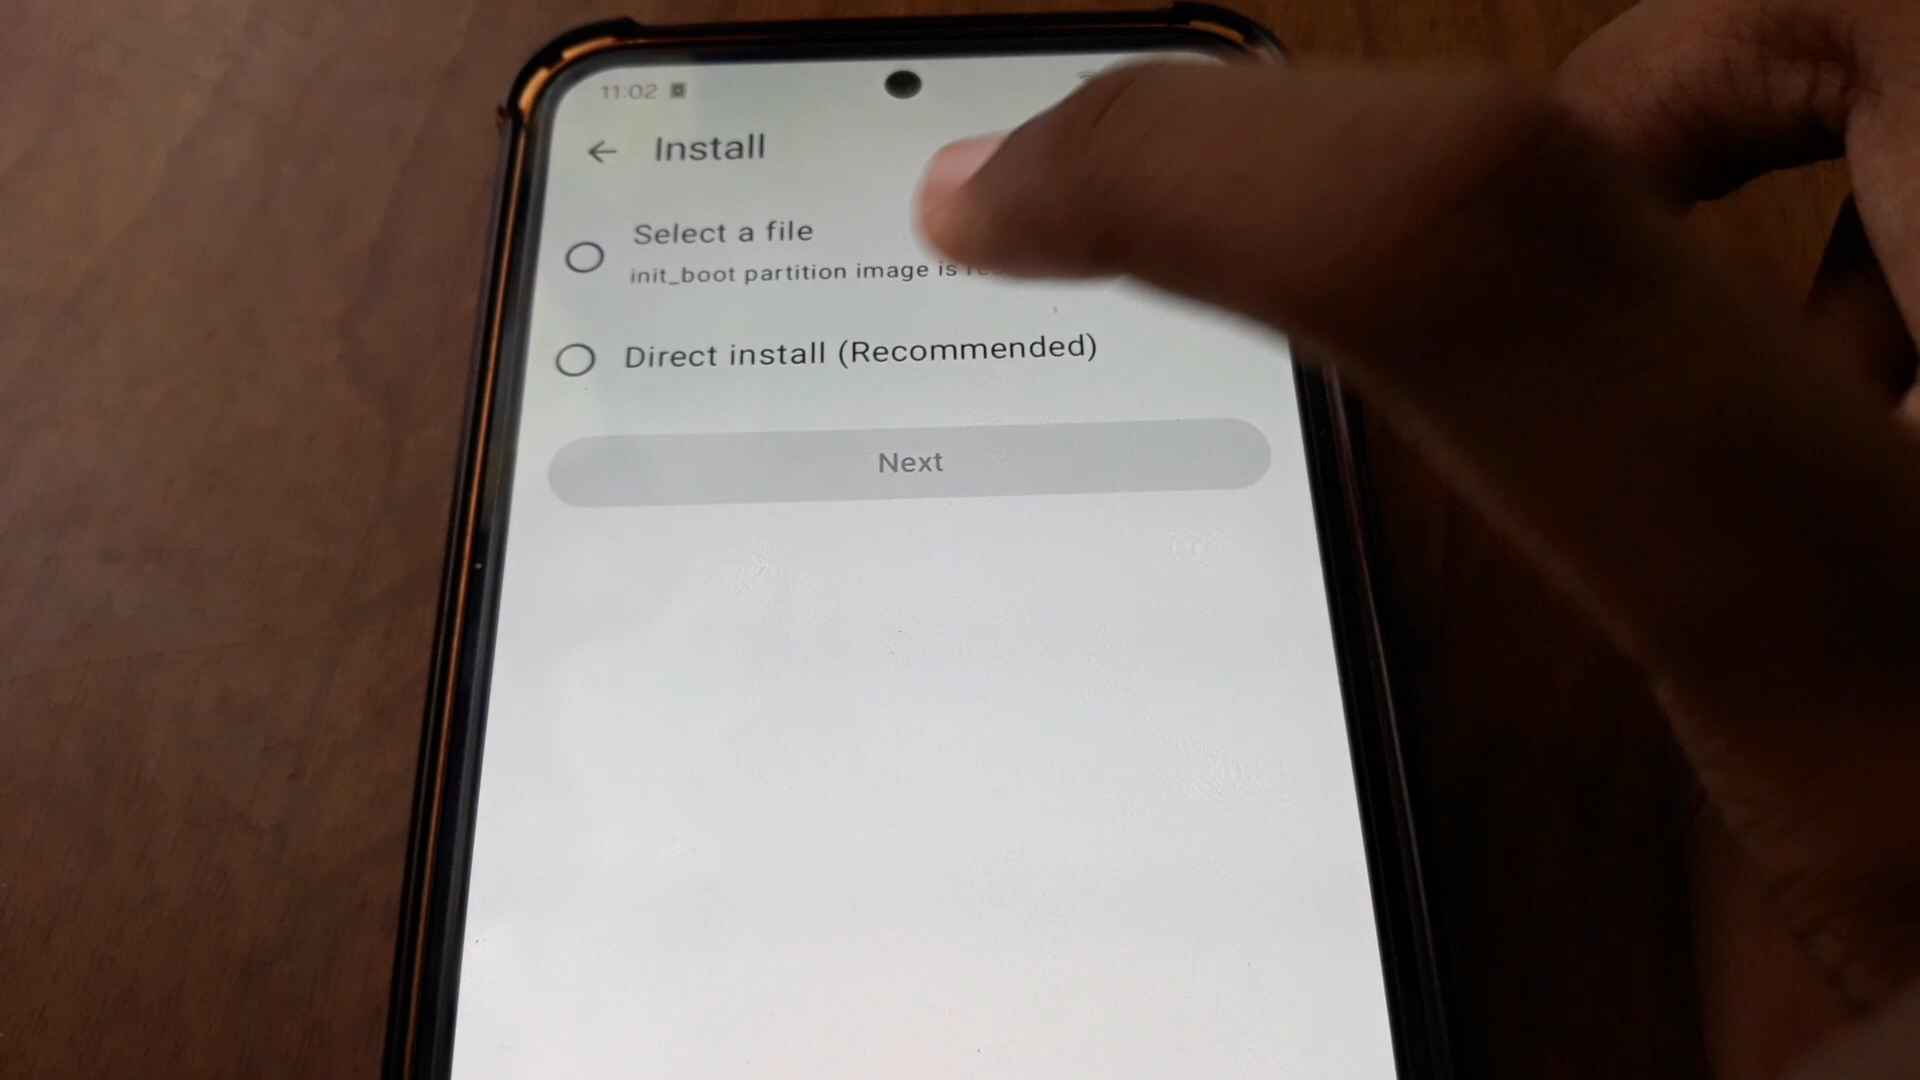 11:02
Install
Select a file
init_boot partition image is
Direct install (Recommended)
Next